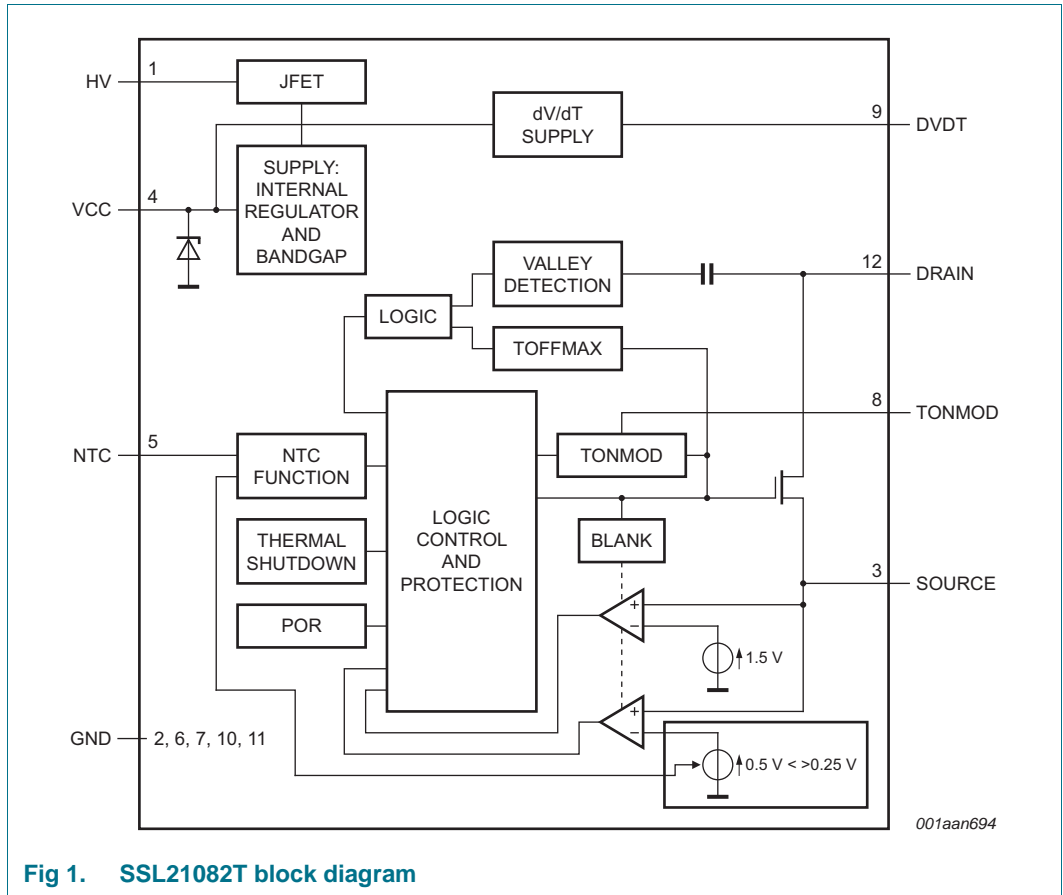 HV
1
JFET
dV/dT
SUPPLY
9
DVDT
SUPPLY:
INTERNAL
REGULATOR
AND
BANDGAP
VCC
4
VALLEY
DETECTION
12
DRAIN
LOGIC
TOFFMAX
8
TONMOD
NTC
5
NTC
FUNCTION
TONMOD
LOGIC
CONTROL
AND
PROTECTION
THERMAL
SHUTDOWN
BLANK
3
SOURCE
POR
+
−
1.5 V
+
−
GND
2, 6, 7, 10, 11
0.5 V < >0.25 V
001aan694
Fig 1. SSL21082T block diagram